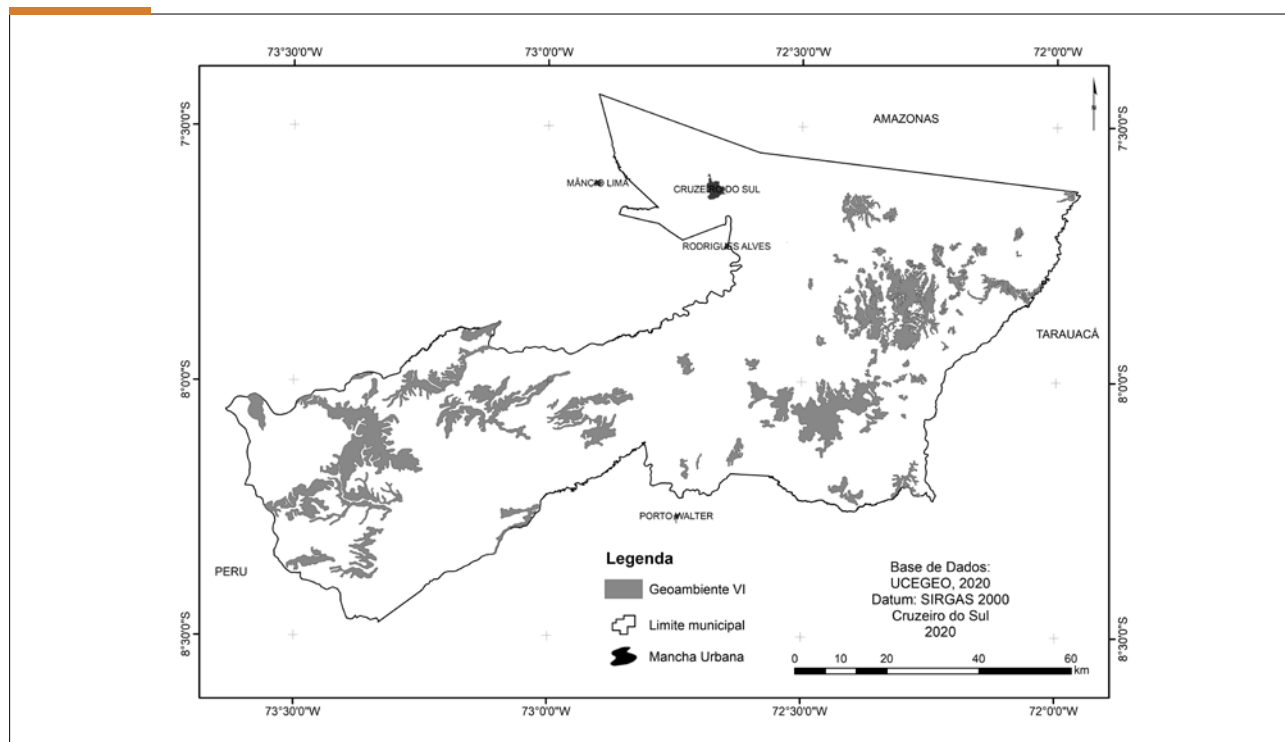 73°30'0"W
73°0'0"W
72°30'0"W
72°0'0"W
7°30'0"S
7°30'0"S
AMAZONAS
N
MÂNCIO LIMA
CRUZEIRO DO SUL
RODRIGUES ALVES
TARAUACÁ
8°0'0"S
8°0'0"S
PORTO WALTER
PERU
Legenda
Geoambiente VI
Limite municipal
Mancha Urbana
Base de Dados:
UCEGEO, 2020
Datum: SIRGAS 2000
Cruzeiro do Sul
2020
0 10 20 40 60
km
8°30'0"S
8°30'0"S
73°30'0"W
73°0'0"W
72°30'0"W
72°0'0"W